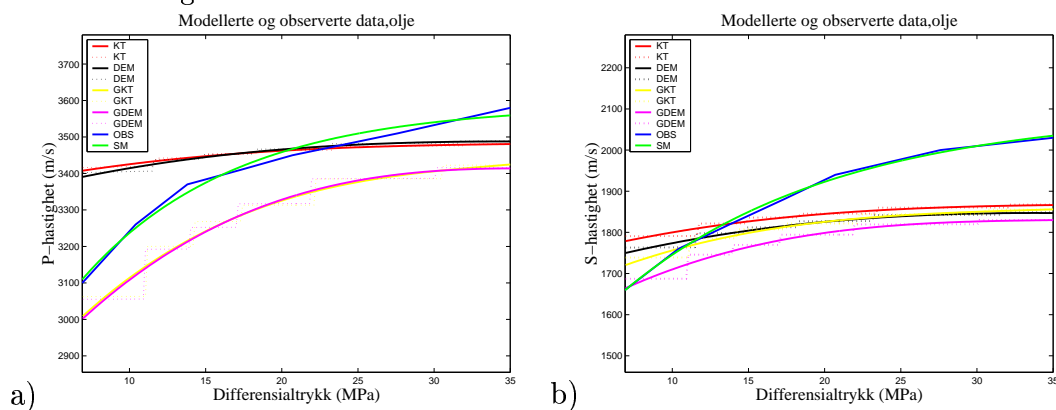 Modellerte og observerte data,olje
P−hastighet (m/s)
3700
3600
3500
3400
3300
3200
3100
3000
2900
KT
KT
DEM
DEM
GKT
GKT
GDEM
GDEM
OBS
SM
10
15
20
25
30
35
Differensialtrykk (MPa)
a)
Modellerte og observerte data,olje
S−hastighet (m/s)
2200
2100
2000
1900
1800
1700
1600
1500
KT
KT
DEM
DEM
GKT
GKT
GDEM
GDEM
OBS
SM
10
15
20
25
30
35
Differensialtrykk (MPa)
b)